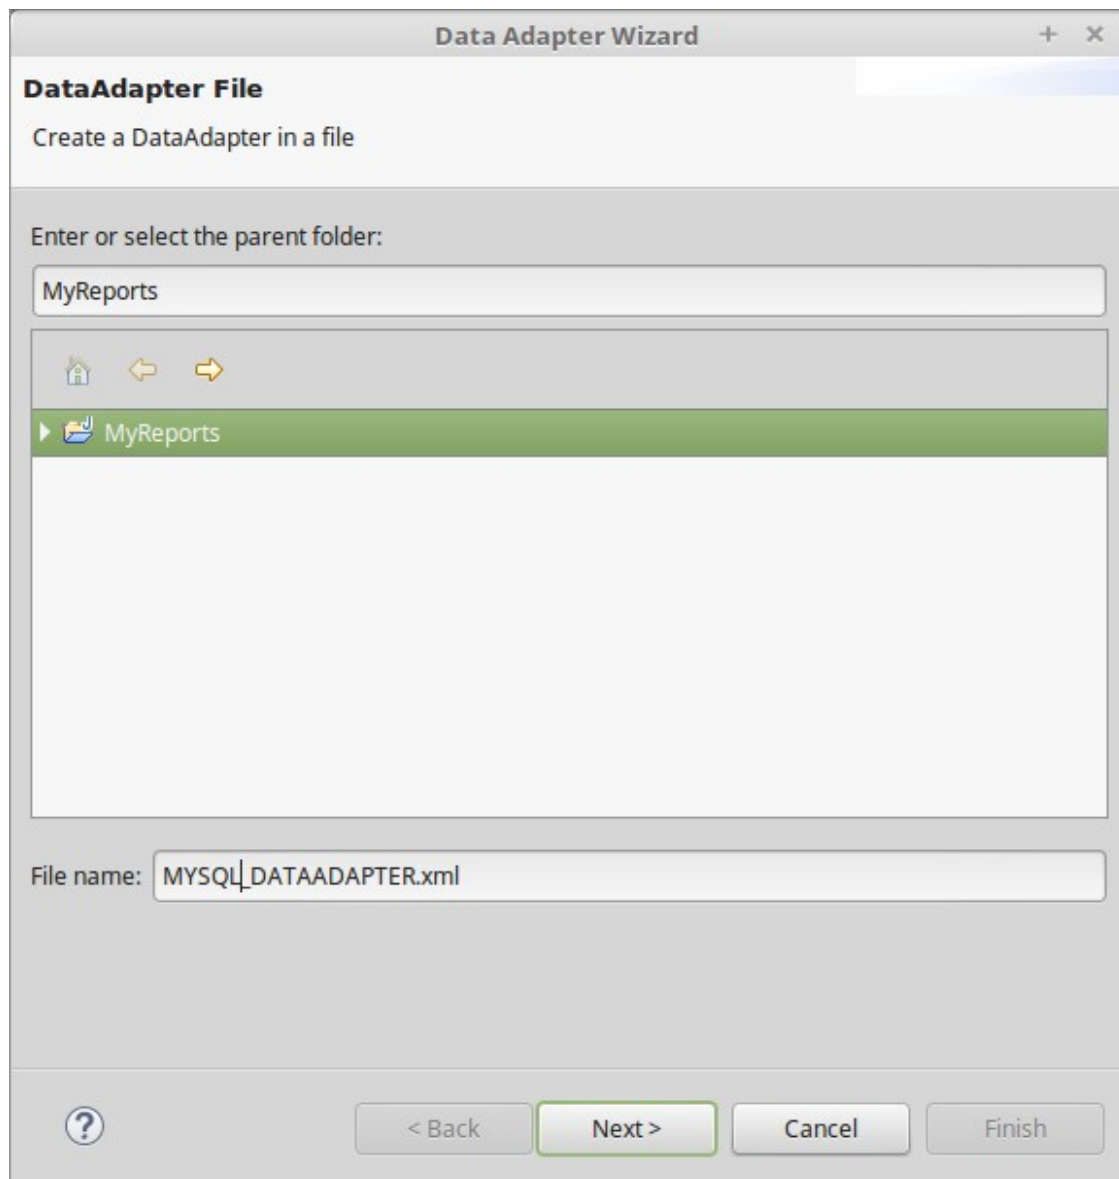 Data Adapter Wizard
DataAdapter File
Create a DataAdapter in a file
Enter or select the parent folder:
MyReports
MyReports
File name: MYSQL_DATAADAPTER.xml
? < Back Next > Cancel Finish